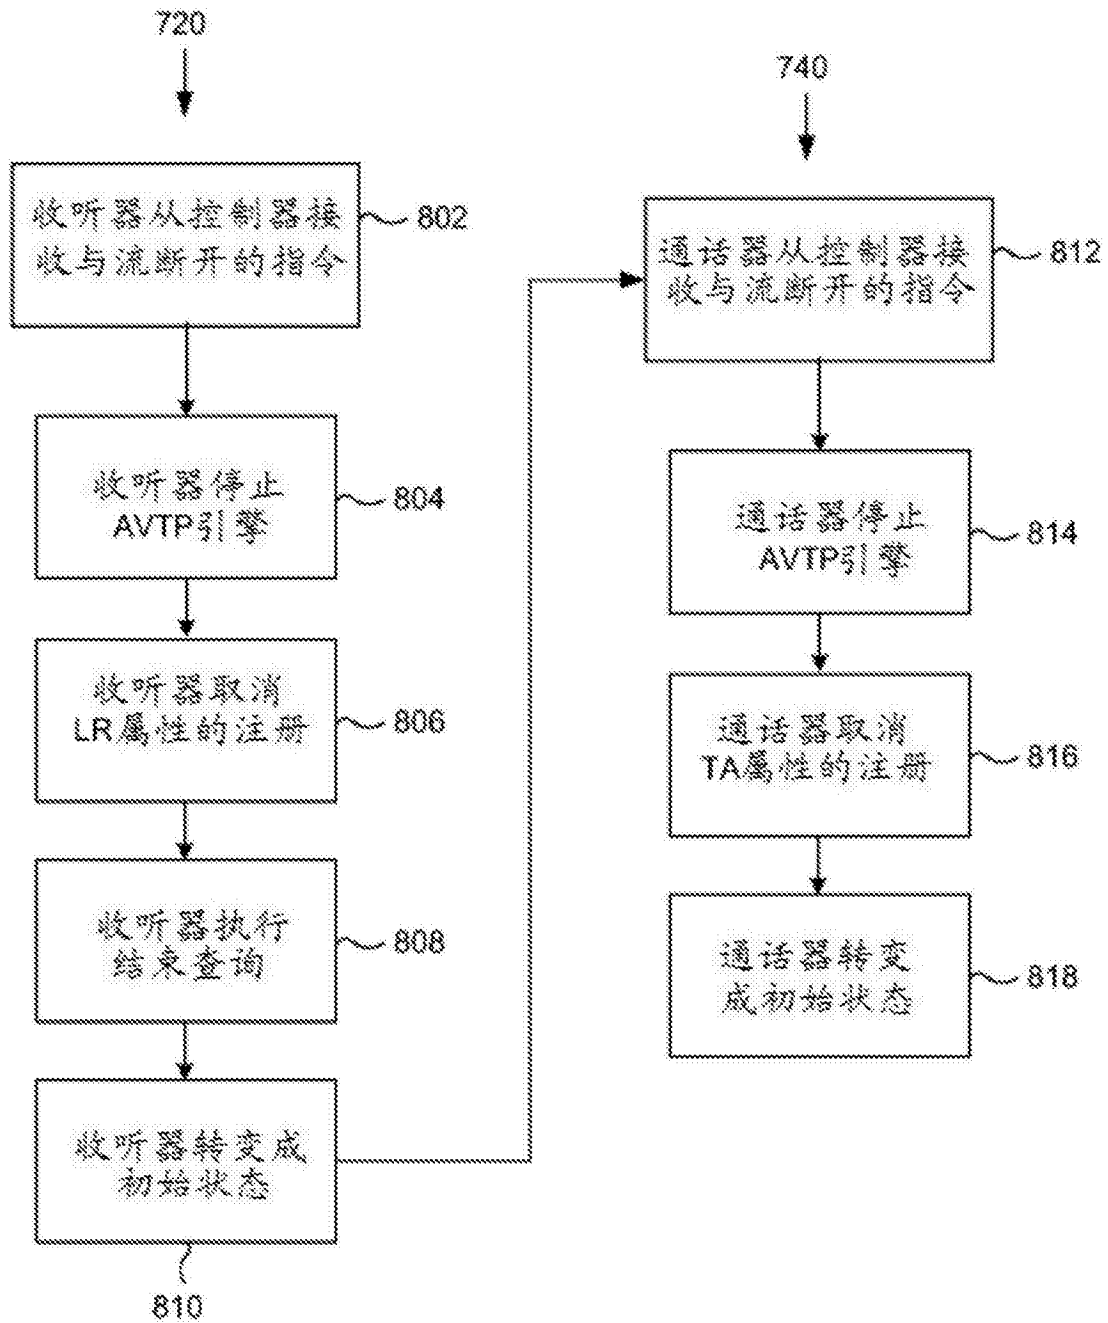 720
收听器从控制器接
收与流断开的指令
802
收听器停止
AVTP引擎
804
收听器取消
LR属性的注册
806
收听器执行
结束查询
808
收听器转变成
初始状态
810
740
通话器从控制器接
收与流断开的指令
812
通话器停止
AVTP引擎
814
通话器取消
TA属性的注册
816
通话器转变
成初始状态
818